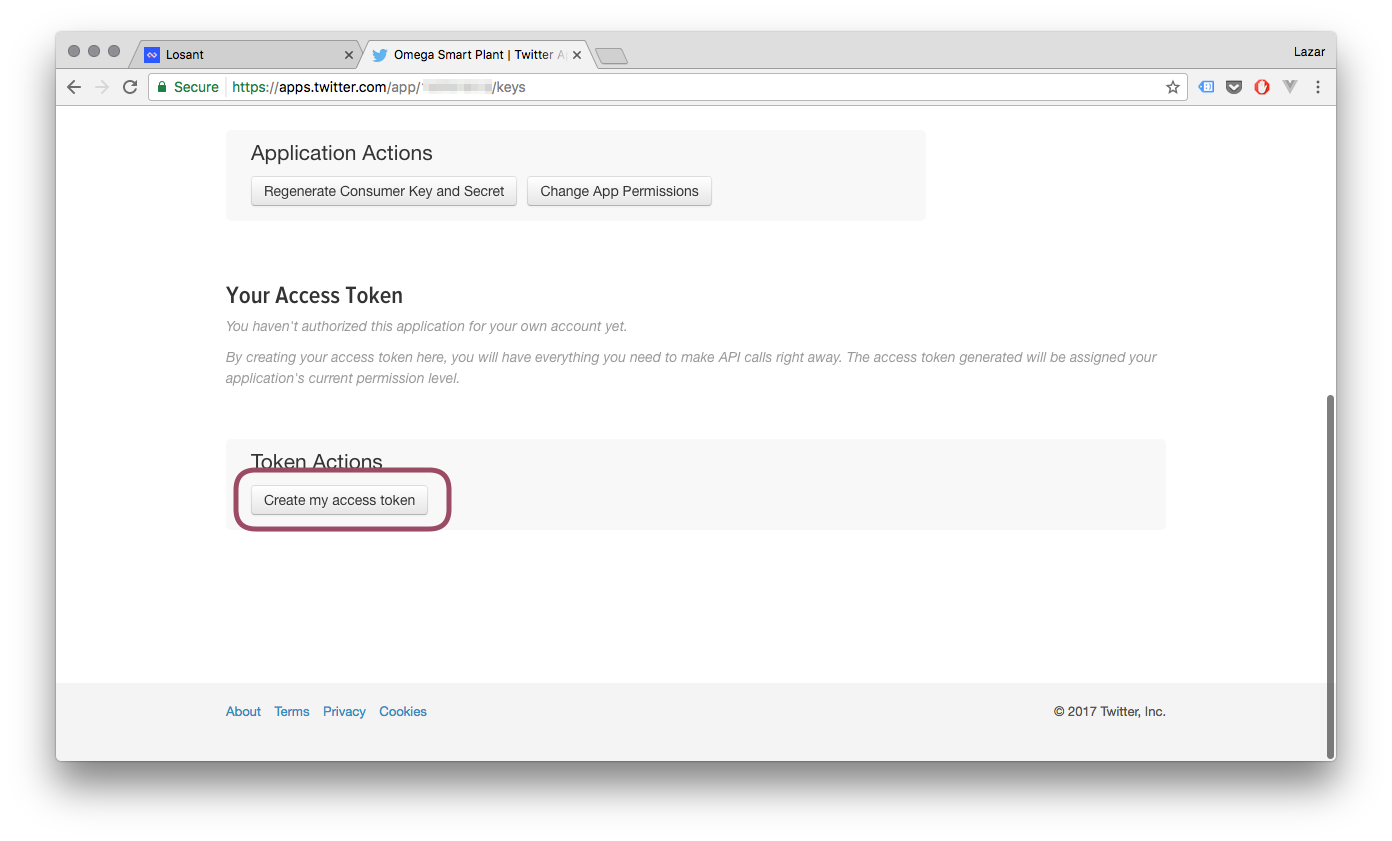 Losant
Omega Smart Plant | Twitter A
Lazar
Secure
https://apps.twitter.com/app/ /keys
Application Actions
Regenerate Consumer Key and Secret
Change App Permissions
Your Access Token
You haven't authorized this application for your own account yet.
By creating your access token here, you will have everything you need to make API calls right away. The access token generated will be assigned your
application's current permission level.
Token Actions
Create my access token
About Terms Privacy Cookies
© 2017 Twitter, Inc.